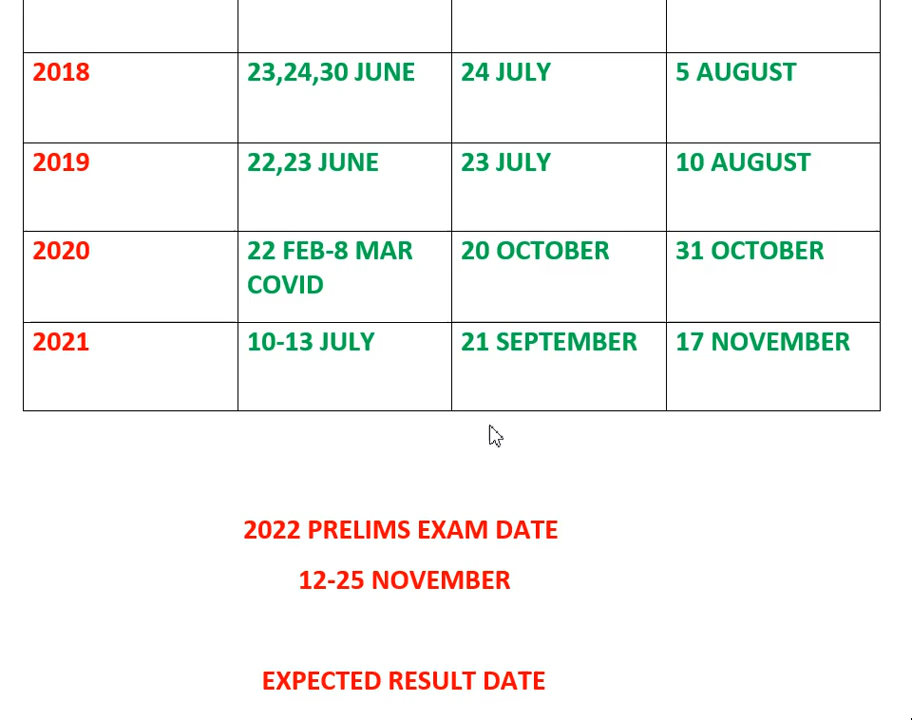 2018 23,24,30 JUNE 24 JULY 5 AUGUST
2019 22,23 JUNE 23 JULY 10 AUGUST
2020 22 FEB-8 MAR 20 OCTOBER 31 OCTOBER
COVID
2021 10-13 JULY 21 SEPTEMBER 17 NOVEMBER
2022 PRELIMS EXAM DATE
12-25 NOVEMBER
EXPECTED RESULT DATE